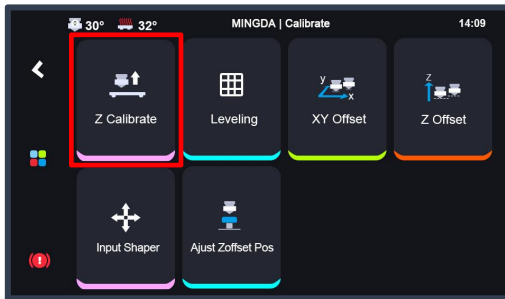 30° 32° MINGDA | Calibrate 14:09
Z Calibrate Leveling XY Offset Z Offset
Input Shaper Ajust Zoffset Pos